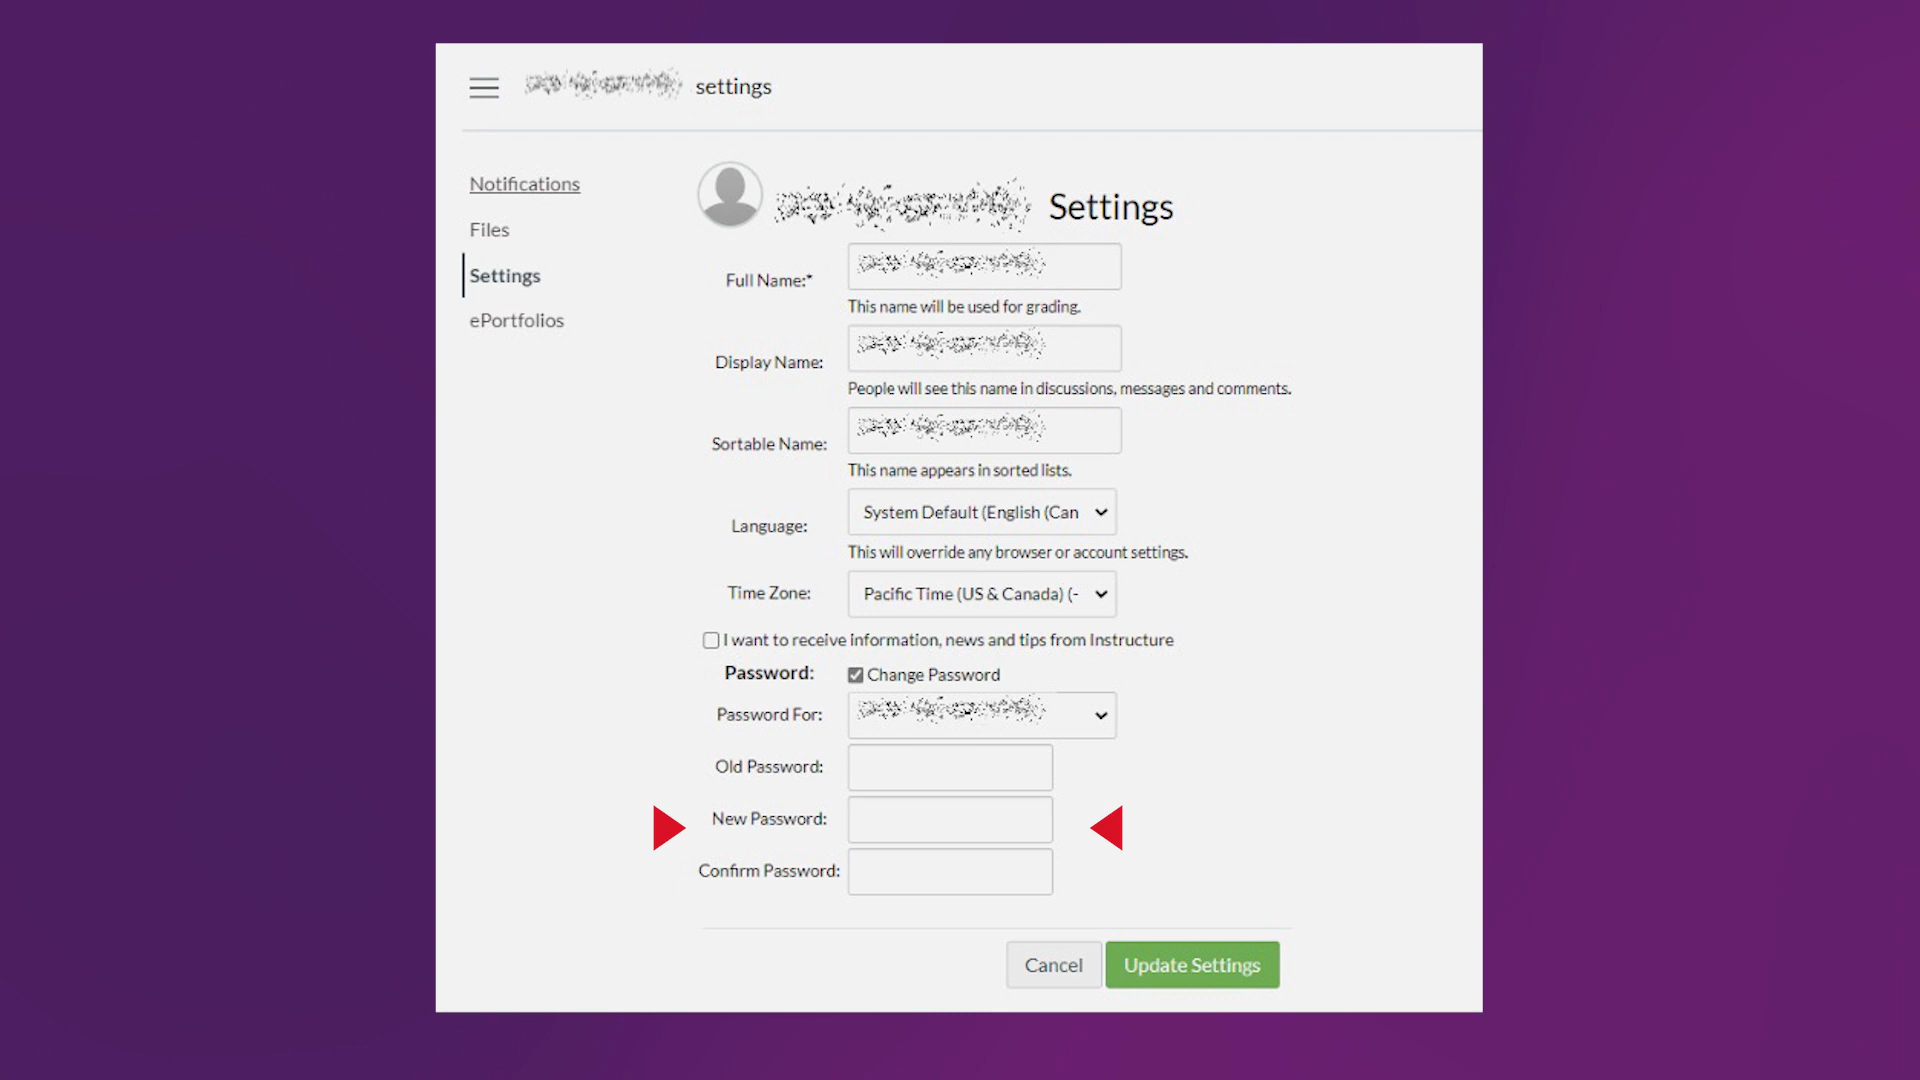 settings
Notifications
Files
Settings
ePortfolios
Settings
Full Name:*
This name will be used for grading.
Display Name:
People will see this name in discussions, messages and comments.
Sortable Name:
This name appears in sorted lists.
Language: System Default (English (Can
This will override any browser or account settings.
Time Zone: Pacific Time (US & Canada) (-
I want to receive information, news and tips from Instructure
Password: Change Password
Password For:
Old Password:
New Password:
Confirm Password:
Cancel Update Settings